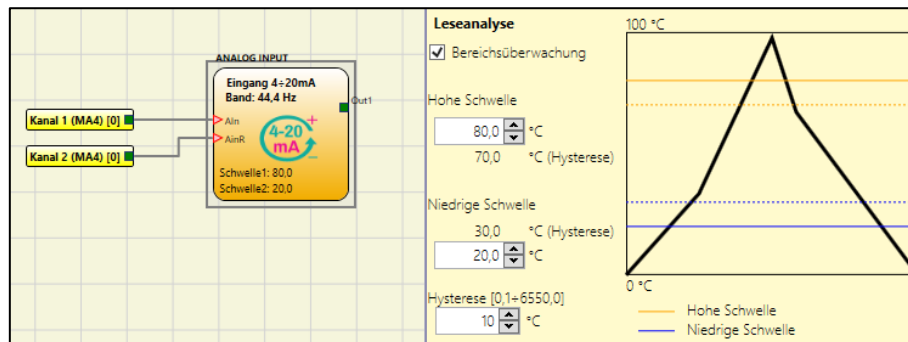 ANALOG INPUT
Eingang 4÷20mA
Band: 44,4 Hz
Out1
Kanal 1 (MA4) [0]
AIn
Kanal 2 (MA4) [0]
AinR
4-20
mA
+
−
Schwelle1: 80,0
Schwelle2: 20,0
Leseanalyse
Bereichsüberwachung
Hohe Schwelle
80,0 °C
70,0 °C (Hysterese)
Niedrige Schwelle
30,0 °C (Hysterese)
20,0 °C
Hysterese [0,1÷6550,0]
10 °C
100 °C
0 °C
Hohe Schwelle
Niedrige Schwelle